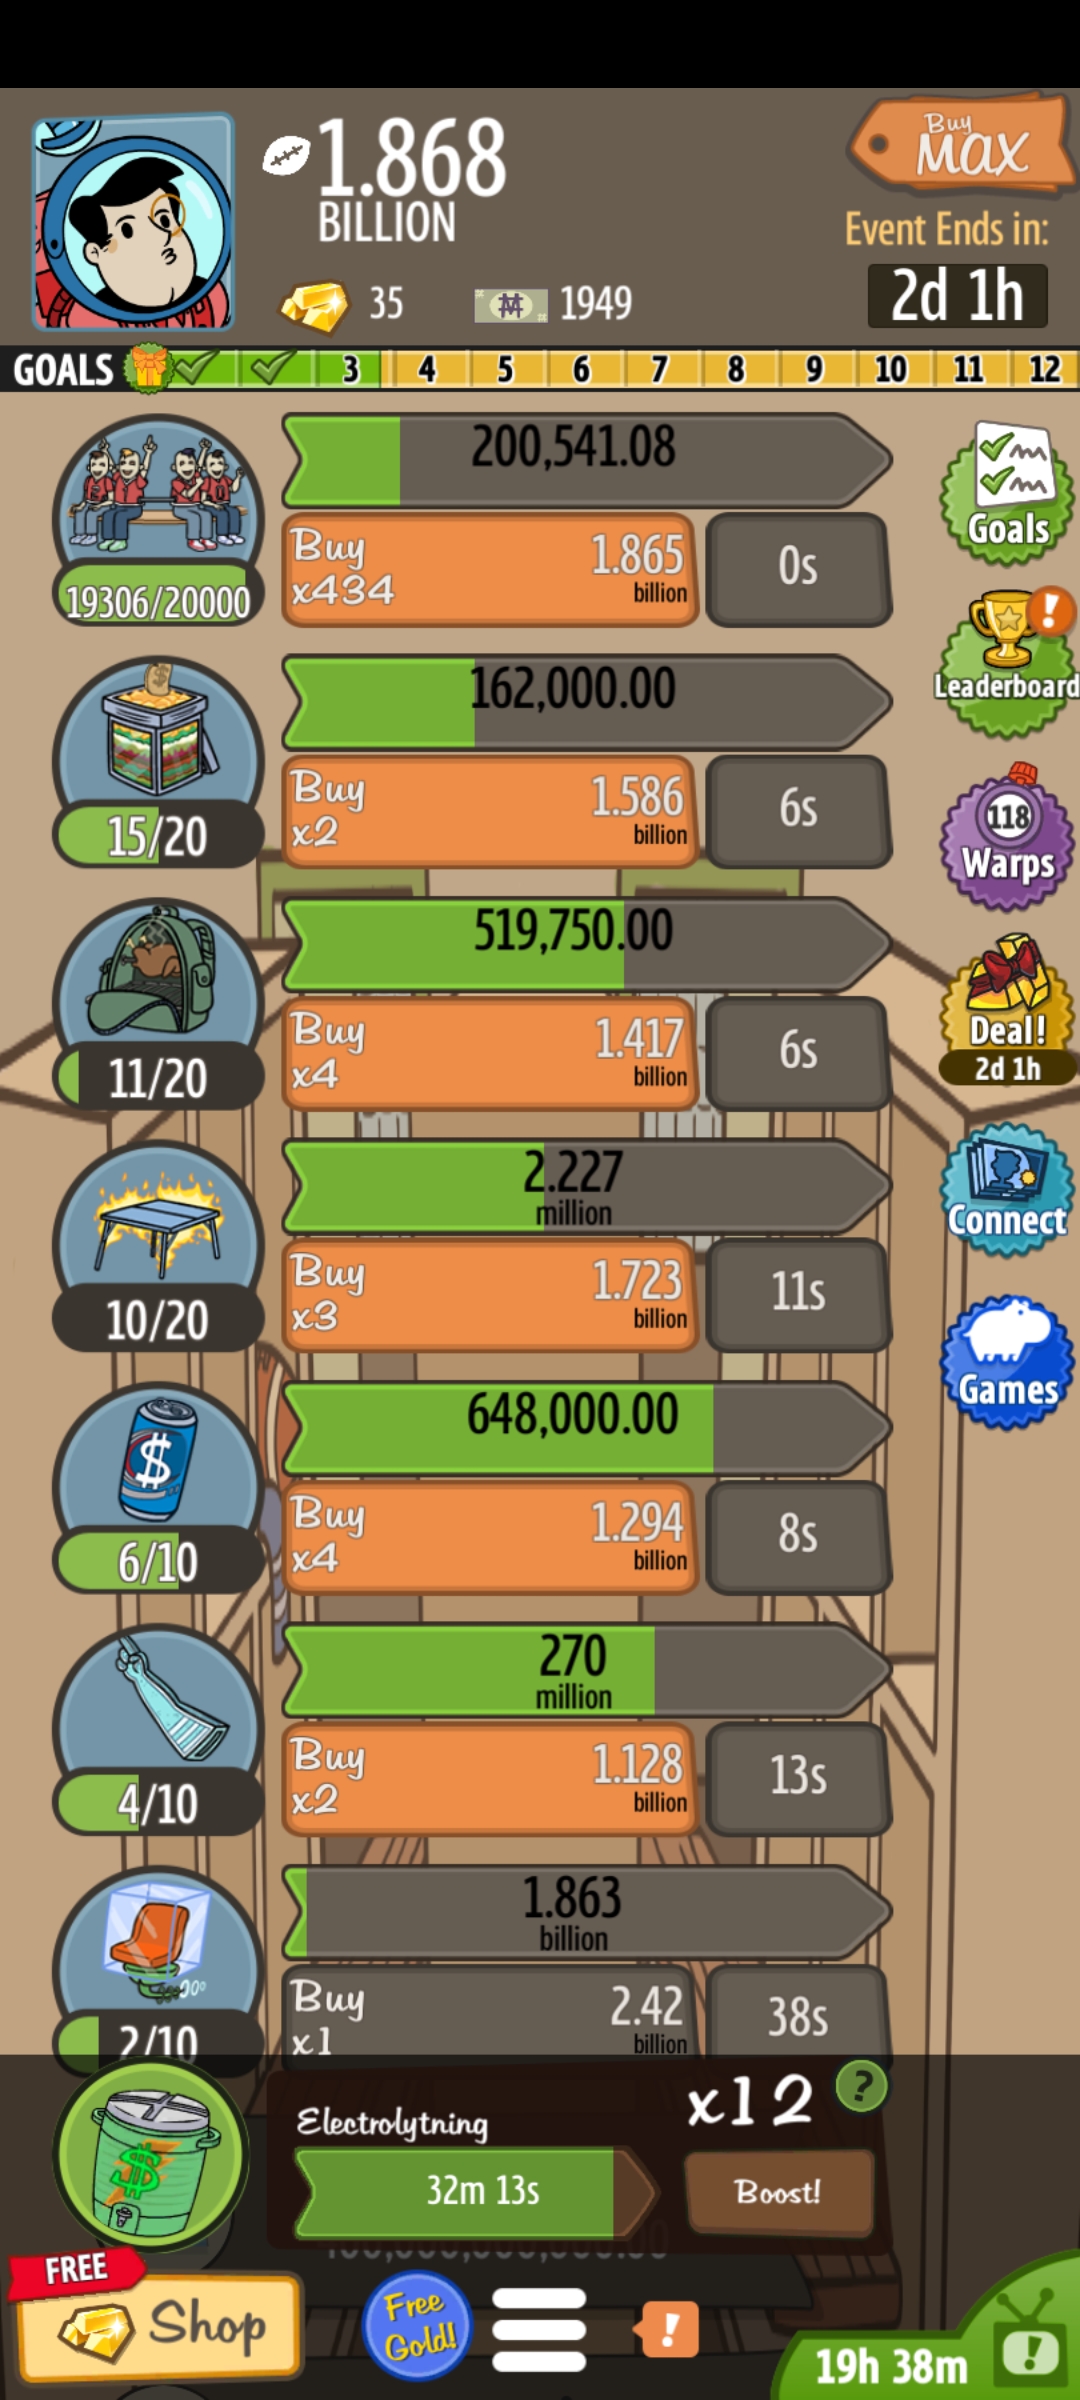 1.868
BILLION
Buy
MAX
Event Ends in:
2d 1h
35
1949
GOALS 3 4 5 6 7 8 9 10 11 12
200,541.08
Buy
x434
1.865
billion
0s
19306/20000
Goals
Leaderboard
162,000.00
Buy
x2
1.586
billion
6s
15/20
118
Warps
519,750.00
Buy
x4
1.417
billion
6s
11/20
Deal!
2d 1h
2.227
million
Buy
x3
1.723
billion
11s
10/20
Connect
648,000.00
Buy
x4
1.294
billion
8s
6/10
Games
270
million
Buy
x2
1.128
billion
13s
4/10
1.863
billion
Buy
x1
2.42
billion
38s
2/10
Electrolytning
x12
?
32m 13s
Boost!
FREE
Shop
Free
Gold!
!
19h 38m